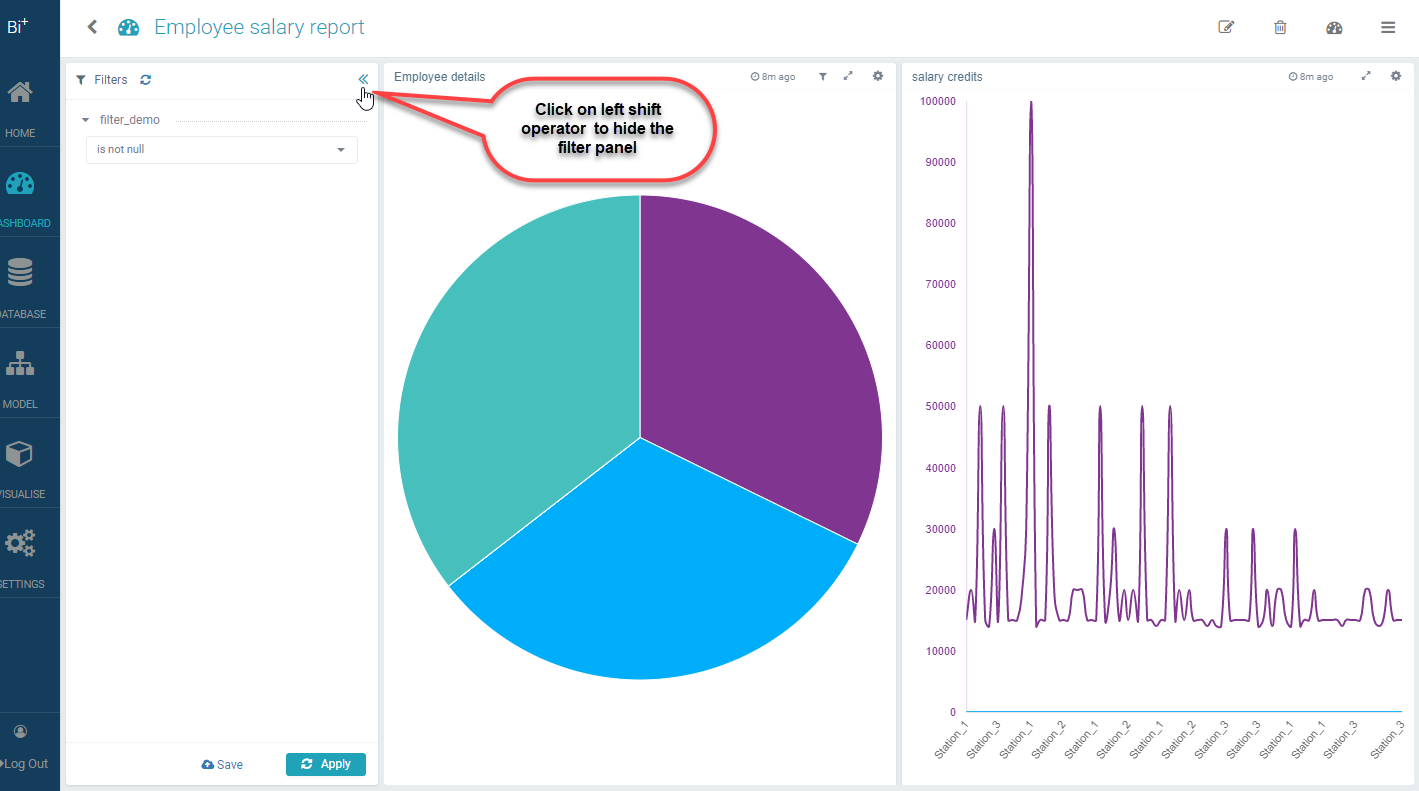 Bi+
Employee salary report
HOME
ASHBOARD
DATABASE
MODEL
VISUALISE
SETTINGS
Log Out
Filters
filter_demo
is not null
Save
Apply
Employee details
8m ago
Click on left shift
operator to hide the
filter panel
salary credits
8m ago
100000
90000
80000
70000
60000
50000
40000
30000
20000
10000
0
Station_1
Station_3
Station_1
Station_2
Station_1
Station_2
Station_1
Station_2
Station_3
Station_3
Station_1
Station_1
Station_3
Station_3